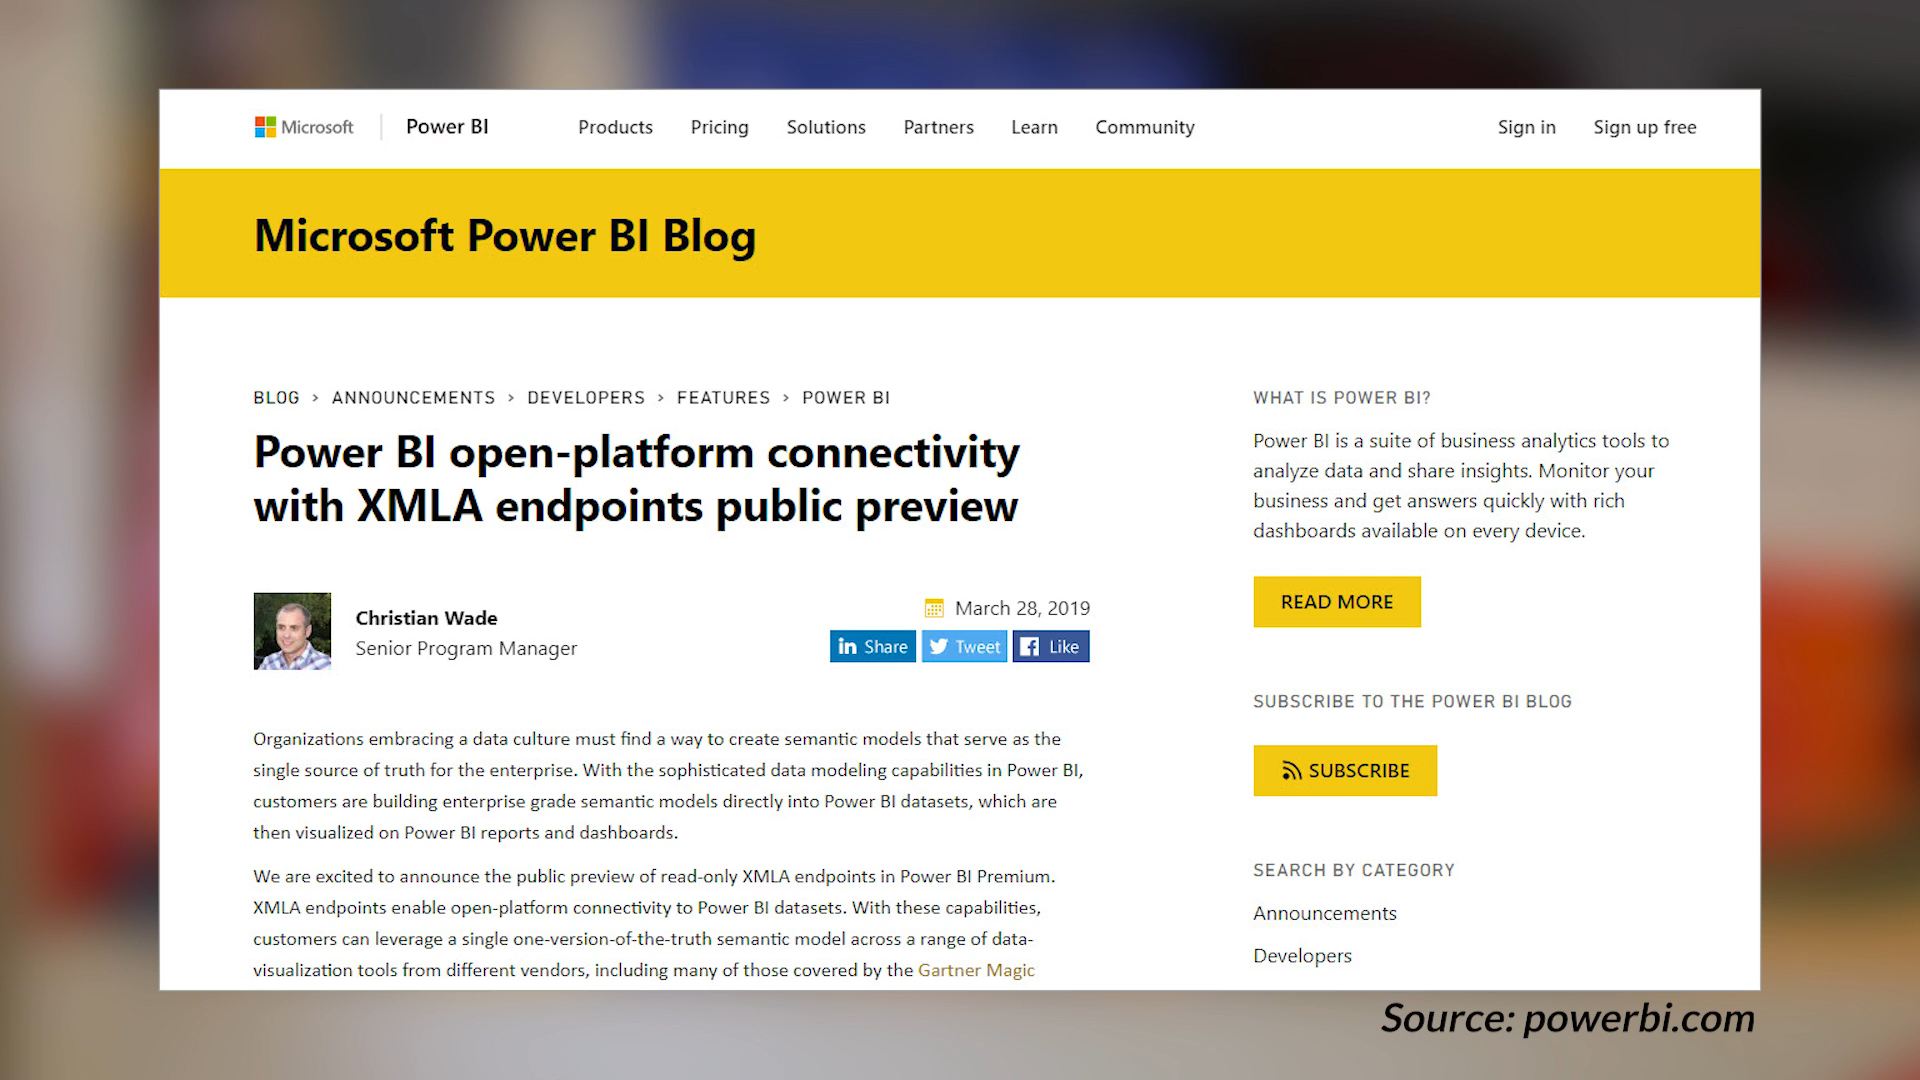 Microsoft Power BI Products Pricing Solutions Partners Learn Community Sign in Sign up free
Microsoft Power BI Blog
BLOG > ANNOUNCEMENTS > DEVELOPERS > FEATURES > POWER BI
Power BI open-platform connectivity
with XMLA endpoints public preview
Christian Wade
Senior Program Manager
March 28, 2019
in Share Tweet Like
Organizations embracing a data culture must find a way to create semantic models that serve as the
single source of truth for the enterprise. With the sophisticated data modeling capabilities in Power BI,
customers are building enterprise grade semantic models directly into Power BI datasets, which are
then visualized on Power BI reports and dashboards.
We are excited to announce the public preview of read-only XMLA endpoints in Power BI Premium.
XMLA endpoints enable open-platform connectivity to Power BI datasets. With these capabilities,
customers can leverage a single one-version-of-the-truth semantic model across a range of data-
visualization tools from different vendors, including many of those covered by the Gartner Magic
WHAT IS POWER BI?
Power BI is a suite of business analytics tools to
analyze data and share insights. Monitor your
business and get answers quickly with rich
dashboards available on every device.
READ MORE
SUBSCRIBE TO THE POWER BI BLOG
SUBSCRIBE
SEARCH BY CATEGORY
Announcements
Developers
Source: powerbi.com